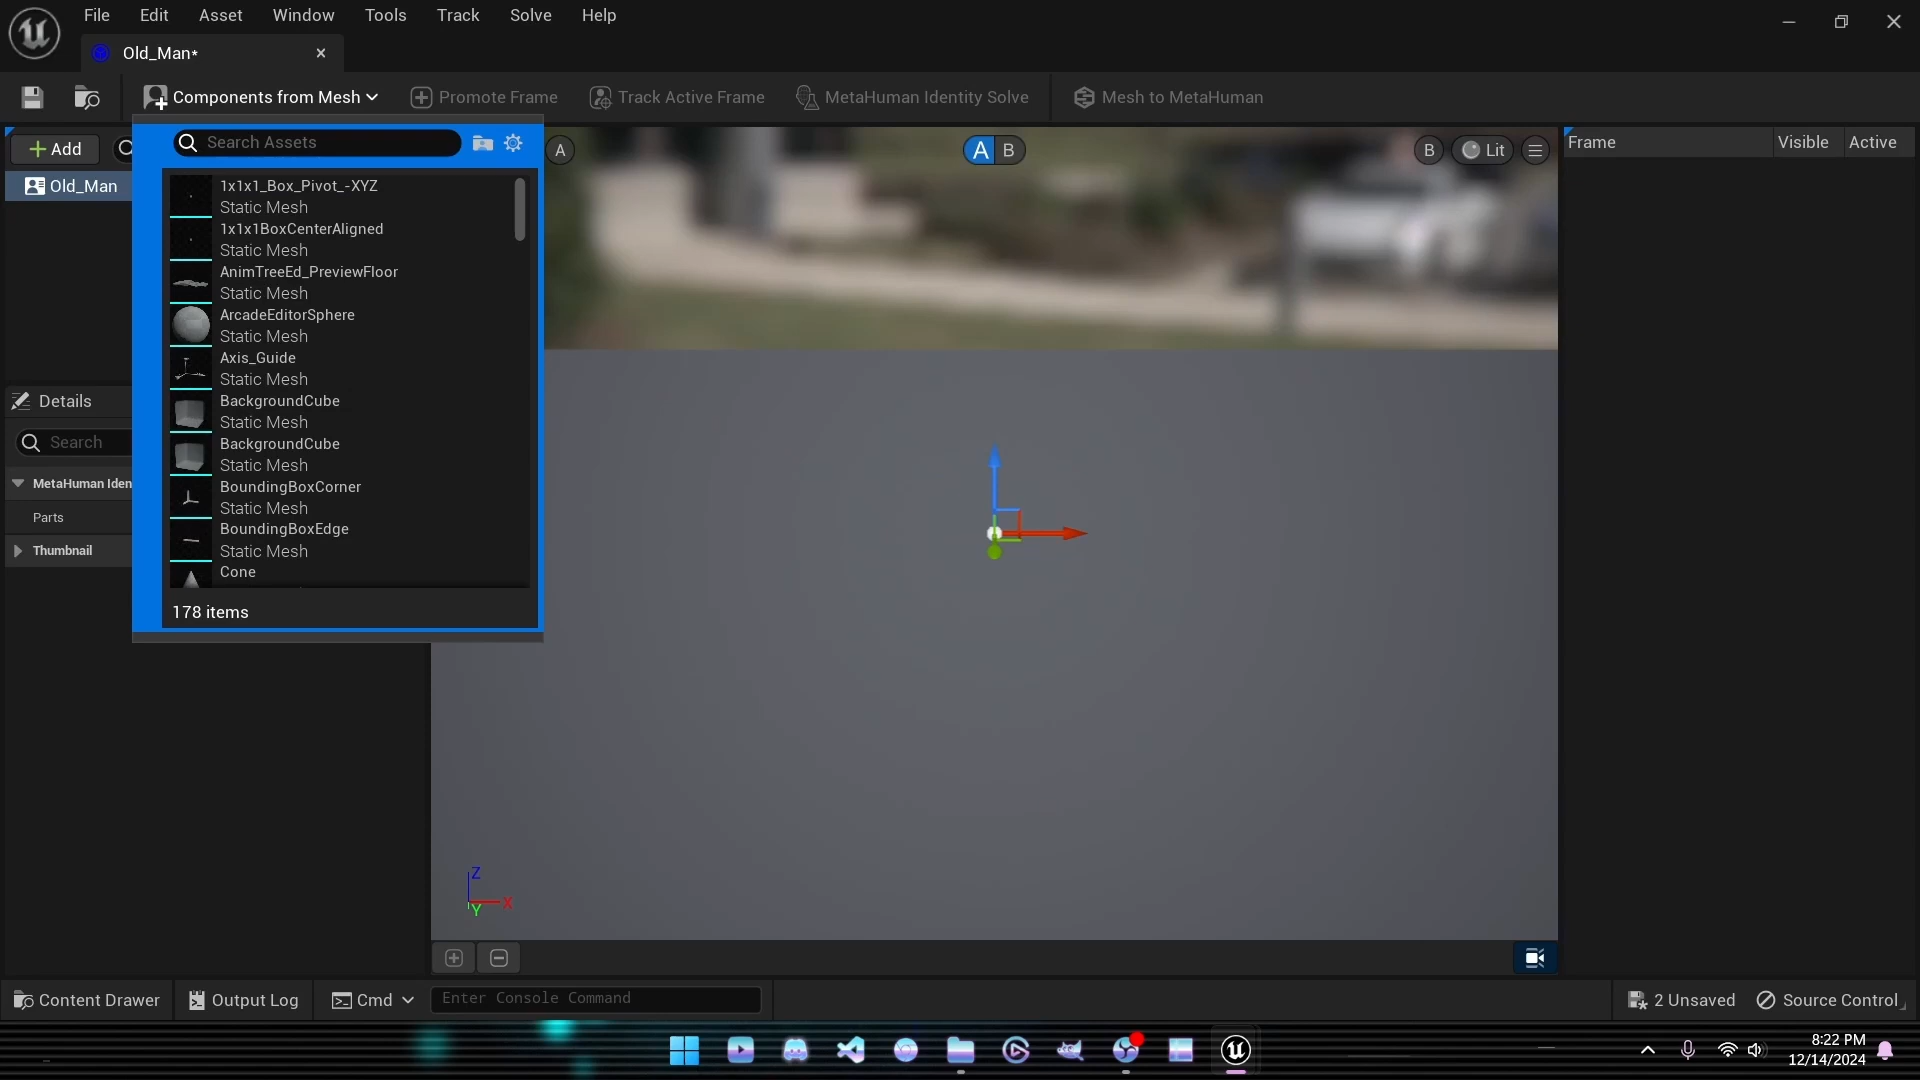 File Edit Asset Window Tools Track Solve Help
Old_Man*
Components from Mesh
Promote Frame
Track Active Frame
MetaHuman Identity Solve
Mesh to MetaHuman
Add
Search Assets
A
A B
B
Lit
Frame Visible Active
Old_Man
1x1x1_Box_Pivot_-XYZ
Static Mesh
1x1x1BoxCenterAligned
Static Mesh
AnimTreeEd_PreviewFloor
Static Mesh
ArcadeEditorSphere
Static Mesh
Axis_Guide
Static Mesh
BackgroundCube
Static Mesh
BackgroundCube
Static Mesh
BoundingBoxCorner
Static Mesh
BoundingBoxEdge
Static Mesh
Cone
178 items
Details
Search
MetaHuman Iden
Parts
Thumbnail
Z
X
Y
Content Drawer
Output Log
Cmd
Enter Console Command
2 Unsaved
Source Control
8:22 PM
12/14/2024